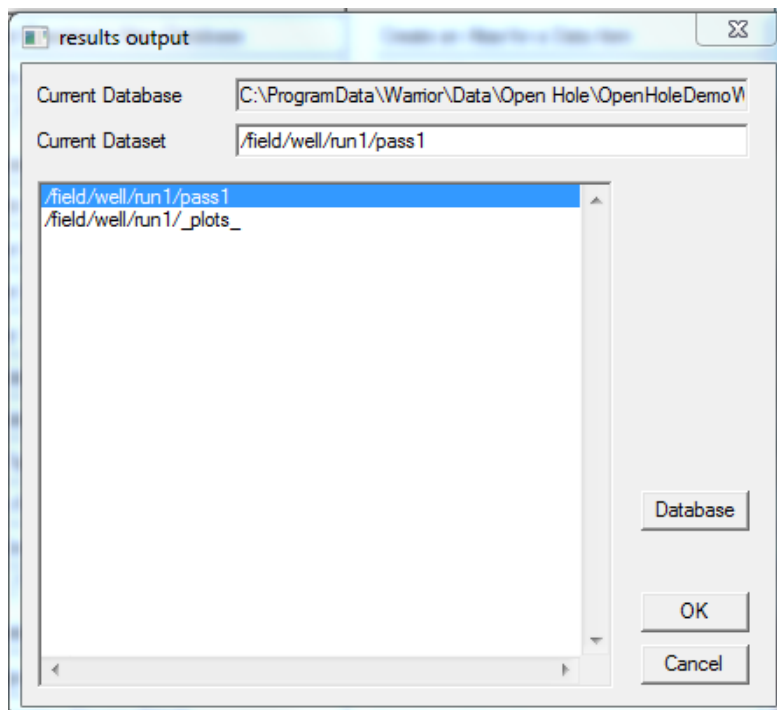 results output
Current Database C:\ProgramData\Warrior\Data\Open Hole\OpenHoleDemoW
Current Dataset /field/well/run1/pass1
/field/well/run1/pass1
/field/well/run1/_plots_
Database
OK
Cancel